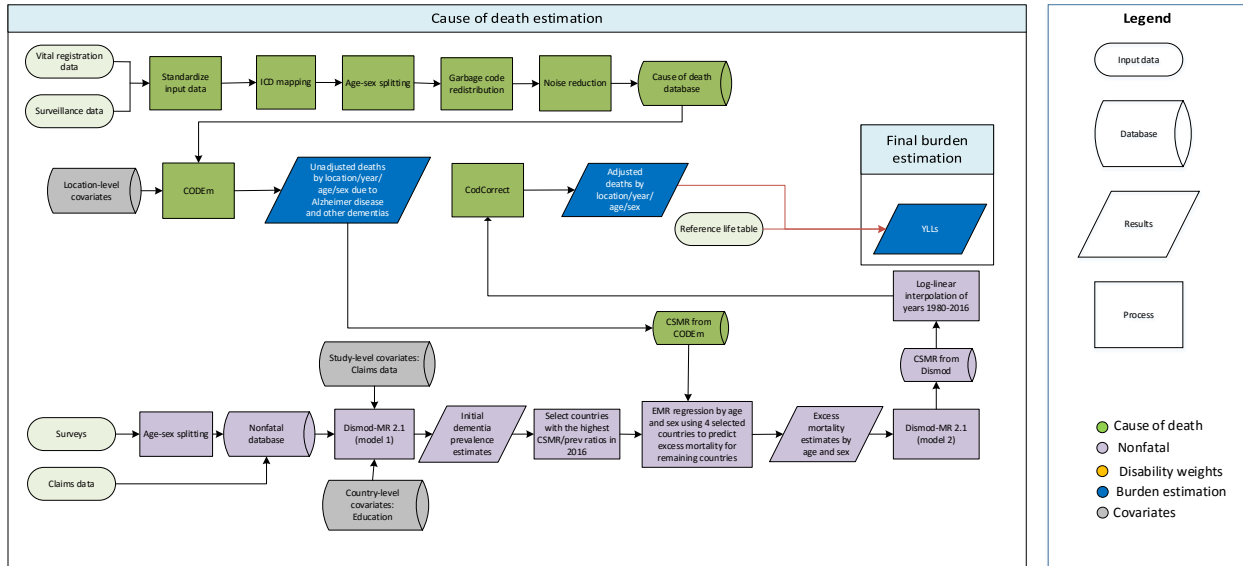 Cause of death estimation
Vital registration
data
Surveillance data
Standardize
input data
ICD mapping
Age-sex splitting
Garbage code
redistribution
Noise reduction
Cause of death
database
Location-level
covariates
CODEm
Unadjusted deaths
by location/year/
age/sex due to
Alzheimer disease
and other dementias
CodCorrect
Adjusted
deaths by
location/year/
age/sex
Reference life table
Final burden
estimation
YLLs
Log-linear
interpolation of
years 1980-2016
CSMR from
CODEm
CSMR from
Dismod
Study-level covariates:
Claims data
Surveys
Age-sex splitting
Nonfatal
database
Dismod-MR 2.1
(model 1)
Initial
dementia
prevalence
estimates
Select countries
with the highest
CSMR/prev ratios in
2016
EMR regression by age
and sex using 4 selected
countries to predict
excess mortality for
remaining countries
Excess
mortality
estimates by
age and sex
Dismod-MR 2.1
(model 2)
Claims data
Country-level
covariates:
Education
Legend
Input data
Database
Results
Process
Cause of death
Nonfatal
Disability weights
Burden estimation
Covariates